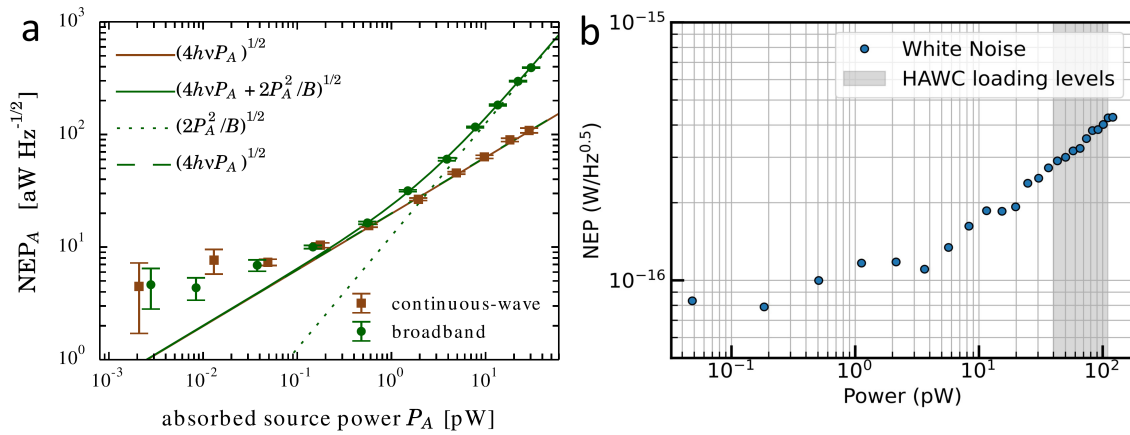 a
NEP_A [aW Hz^{-1/2}]
10^3
10^2
10^1
10^0
(4hνP_A)^{1/2}
(4hνP_A + 2P_A^2/B)^{1/2}
(2P_A^2/B)^{1/2}
(4hνP_A)^{1/2}
continuous-wave
broadband
10^{-3} 10^{-2} 10^{-1} 10^0 10^1
absorbed source power P_A [pW]
b
NEP (W/Hz^{0.5})
10^{−15}
10^{−16}
White Noise
HAWC loading levels
10^{−1} 10^0 10^1 10^2
Power (pW)